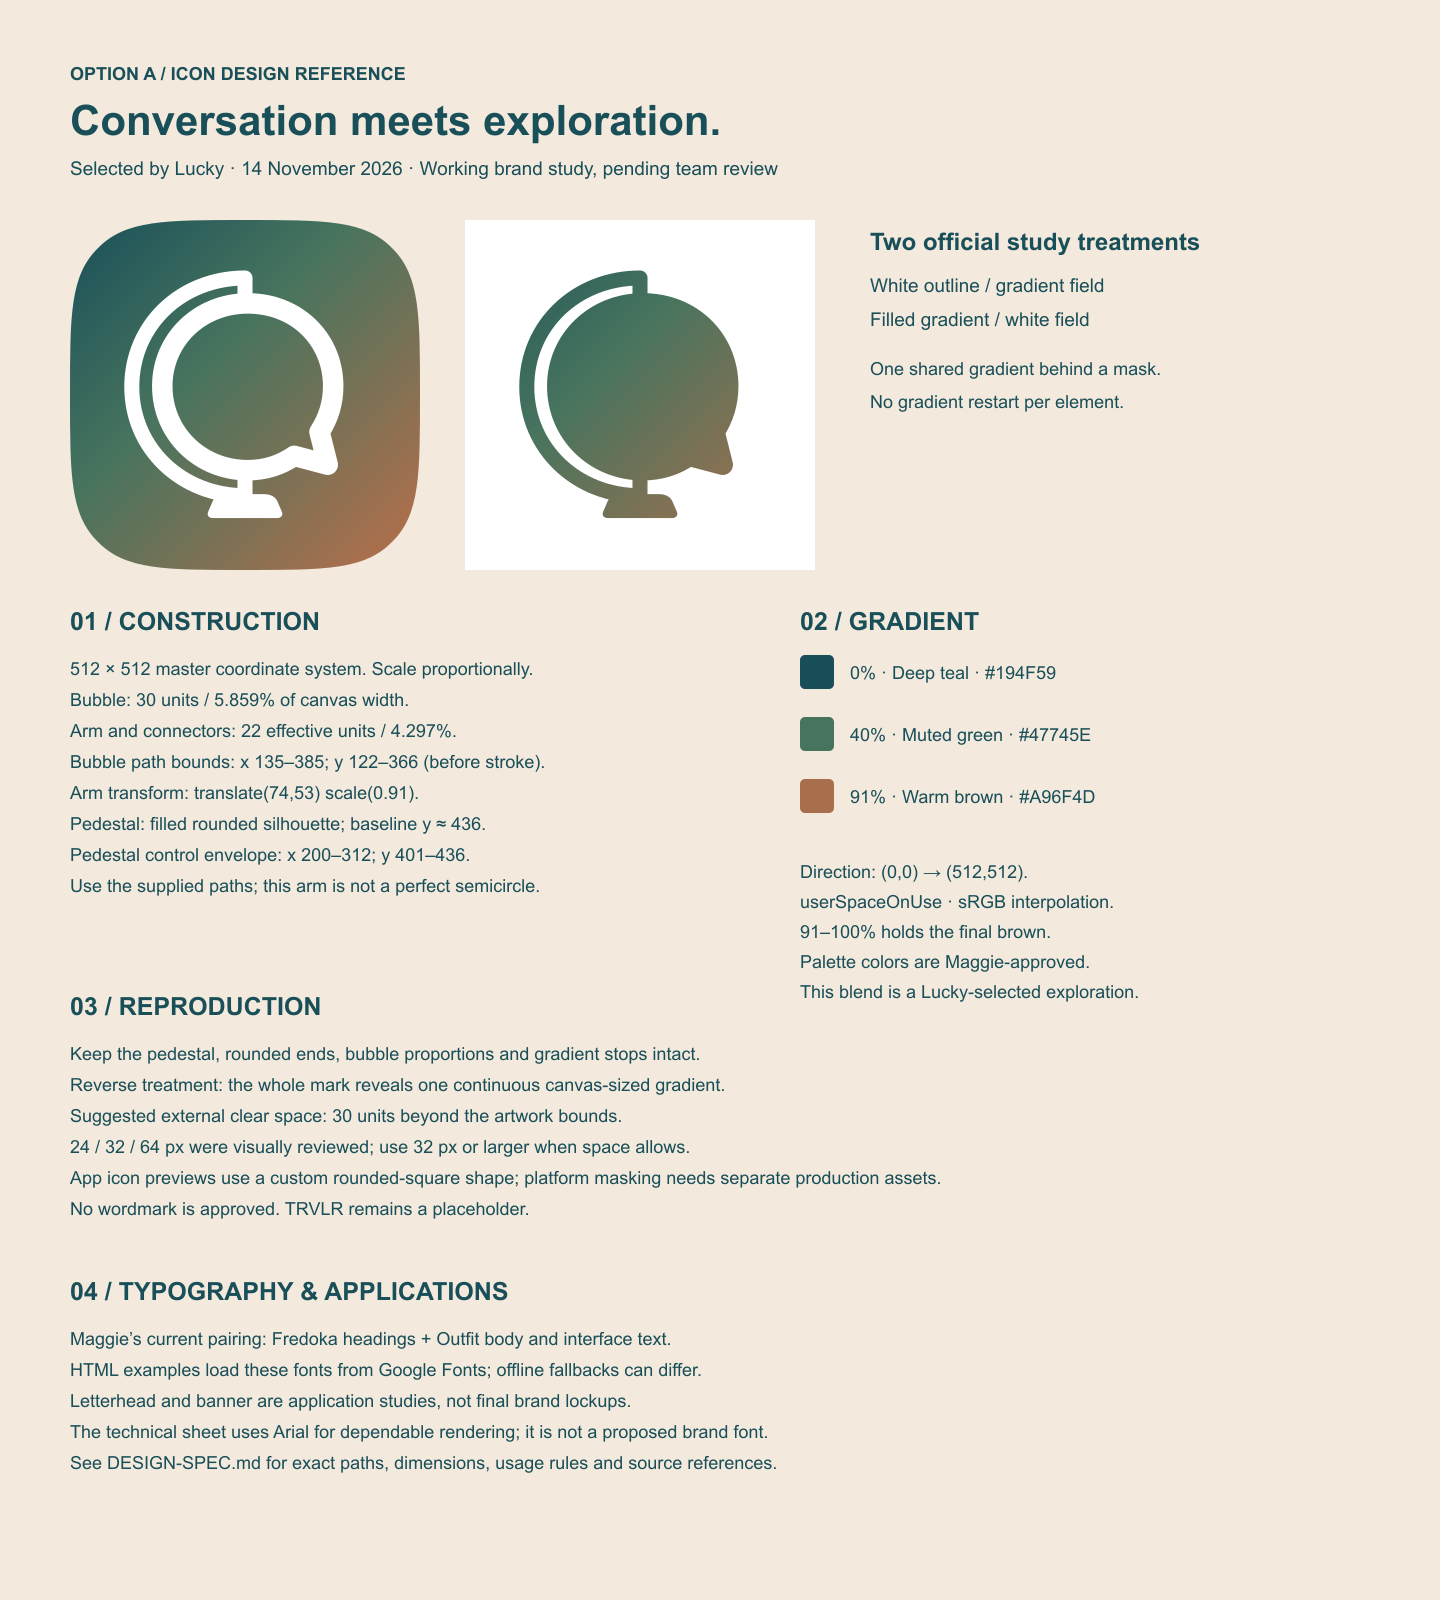 OPTION A / ICON DESIGN REFERENCE
Conversation meets exploration.
Selected by Lucky · 14 November 2026 · Working brand study, pending team review
Two official study treatments
White outline / gradient field
Filled gradient / white field
One shared gradient behind a mask.
No gradient restart per element.
01 / CONSTRUCTION
512 × 512 master coordinate system. Scale proportionally.
Bubble: 30 units / 5.859% of canvas width.
Arm and connectors: 22 effective units / 4.297%.
Bubble path bounds: x 135–385; y 122–366 (before stroke).
Arm transform: translate(74,53) scale(0.91).
Pedestal: filled rounded silhouette; baseline y ≈ 436.
Pedestal control envelope: x 200–312; y 401–436.
Use the supplied paths; this arm is not a perfect semicircle.
02 / GRADIENT
0% · Deep teal · #194F59
40% · Muted green · #47745E
91% · Warm brown · #A96F4D
Direction: (0,0) → (512,512).
userSpaceOnUse · sRGB interpolation.
91–100% holds the final brown.
Palette colors are Maggie-approved.
This blend is a Lucky-selected exploration.
03 / REPRODUCTION
Keep the pedestal, rounded ends, bubble proportions and gradient stops intact.
Reverse treatment: the whole mark reveals one continuous canvas-sized gradient.
Suggested external clear space: 30 units beyond the artwork bounds.
24 / 32 / 64 px were visually reviewed; use 32 px or larger when space allows.
App icon previews use a custom rounded-square shape; platform masking needs separate production assets.
No wordmark is approved. TRVLR remains a placeholder.
04 / TYPOGRAPHY & APPLICATIONS
Maggie’s current pairing: Fredoka headings + Outfit body and interface text.
HTML examples load these fonts from Google Fonts; offline fallbacks can differ.
Letterhead and banner are application studies, not final brand lockups.
The technical sheet uses Arial for dependable rendering; it is not a proposed brand font.
See DESIGN-SPEC.md for exact paths, dimensions, usage rules and source references.